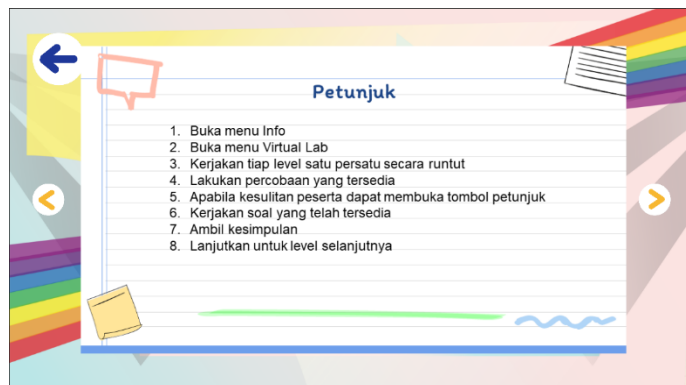 Petunjuk
1. Buka menu Info
2. Buka menu Virtual Lab
3. Kerjakan tiap level satu persatu secara runtut
4. Lakukan percobaan yang tersedia
5. Apabila kesulitan peserta dapat membuka tombol petunjuk
6. Kerjakan soal yang telah tersedia
7. Ambil kesimpulan
8. Lanjutkan untuk level selanjutnya